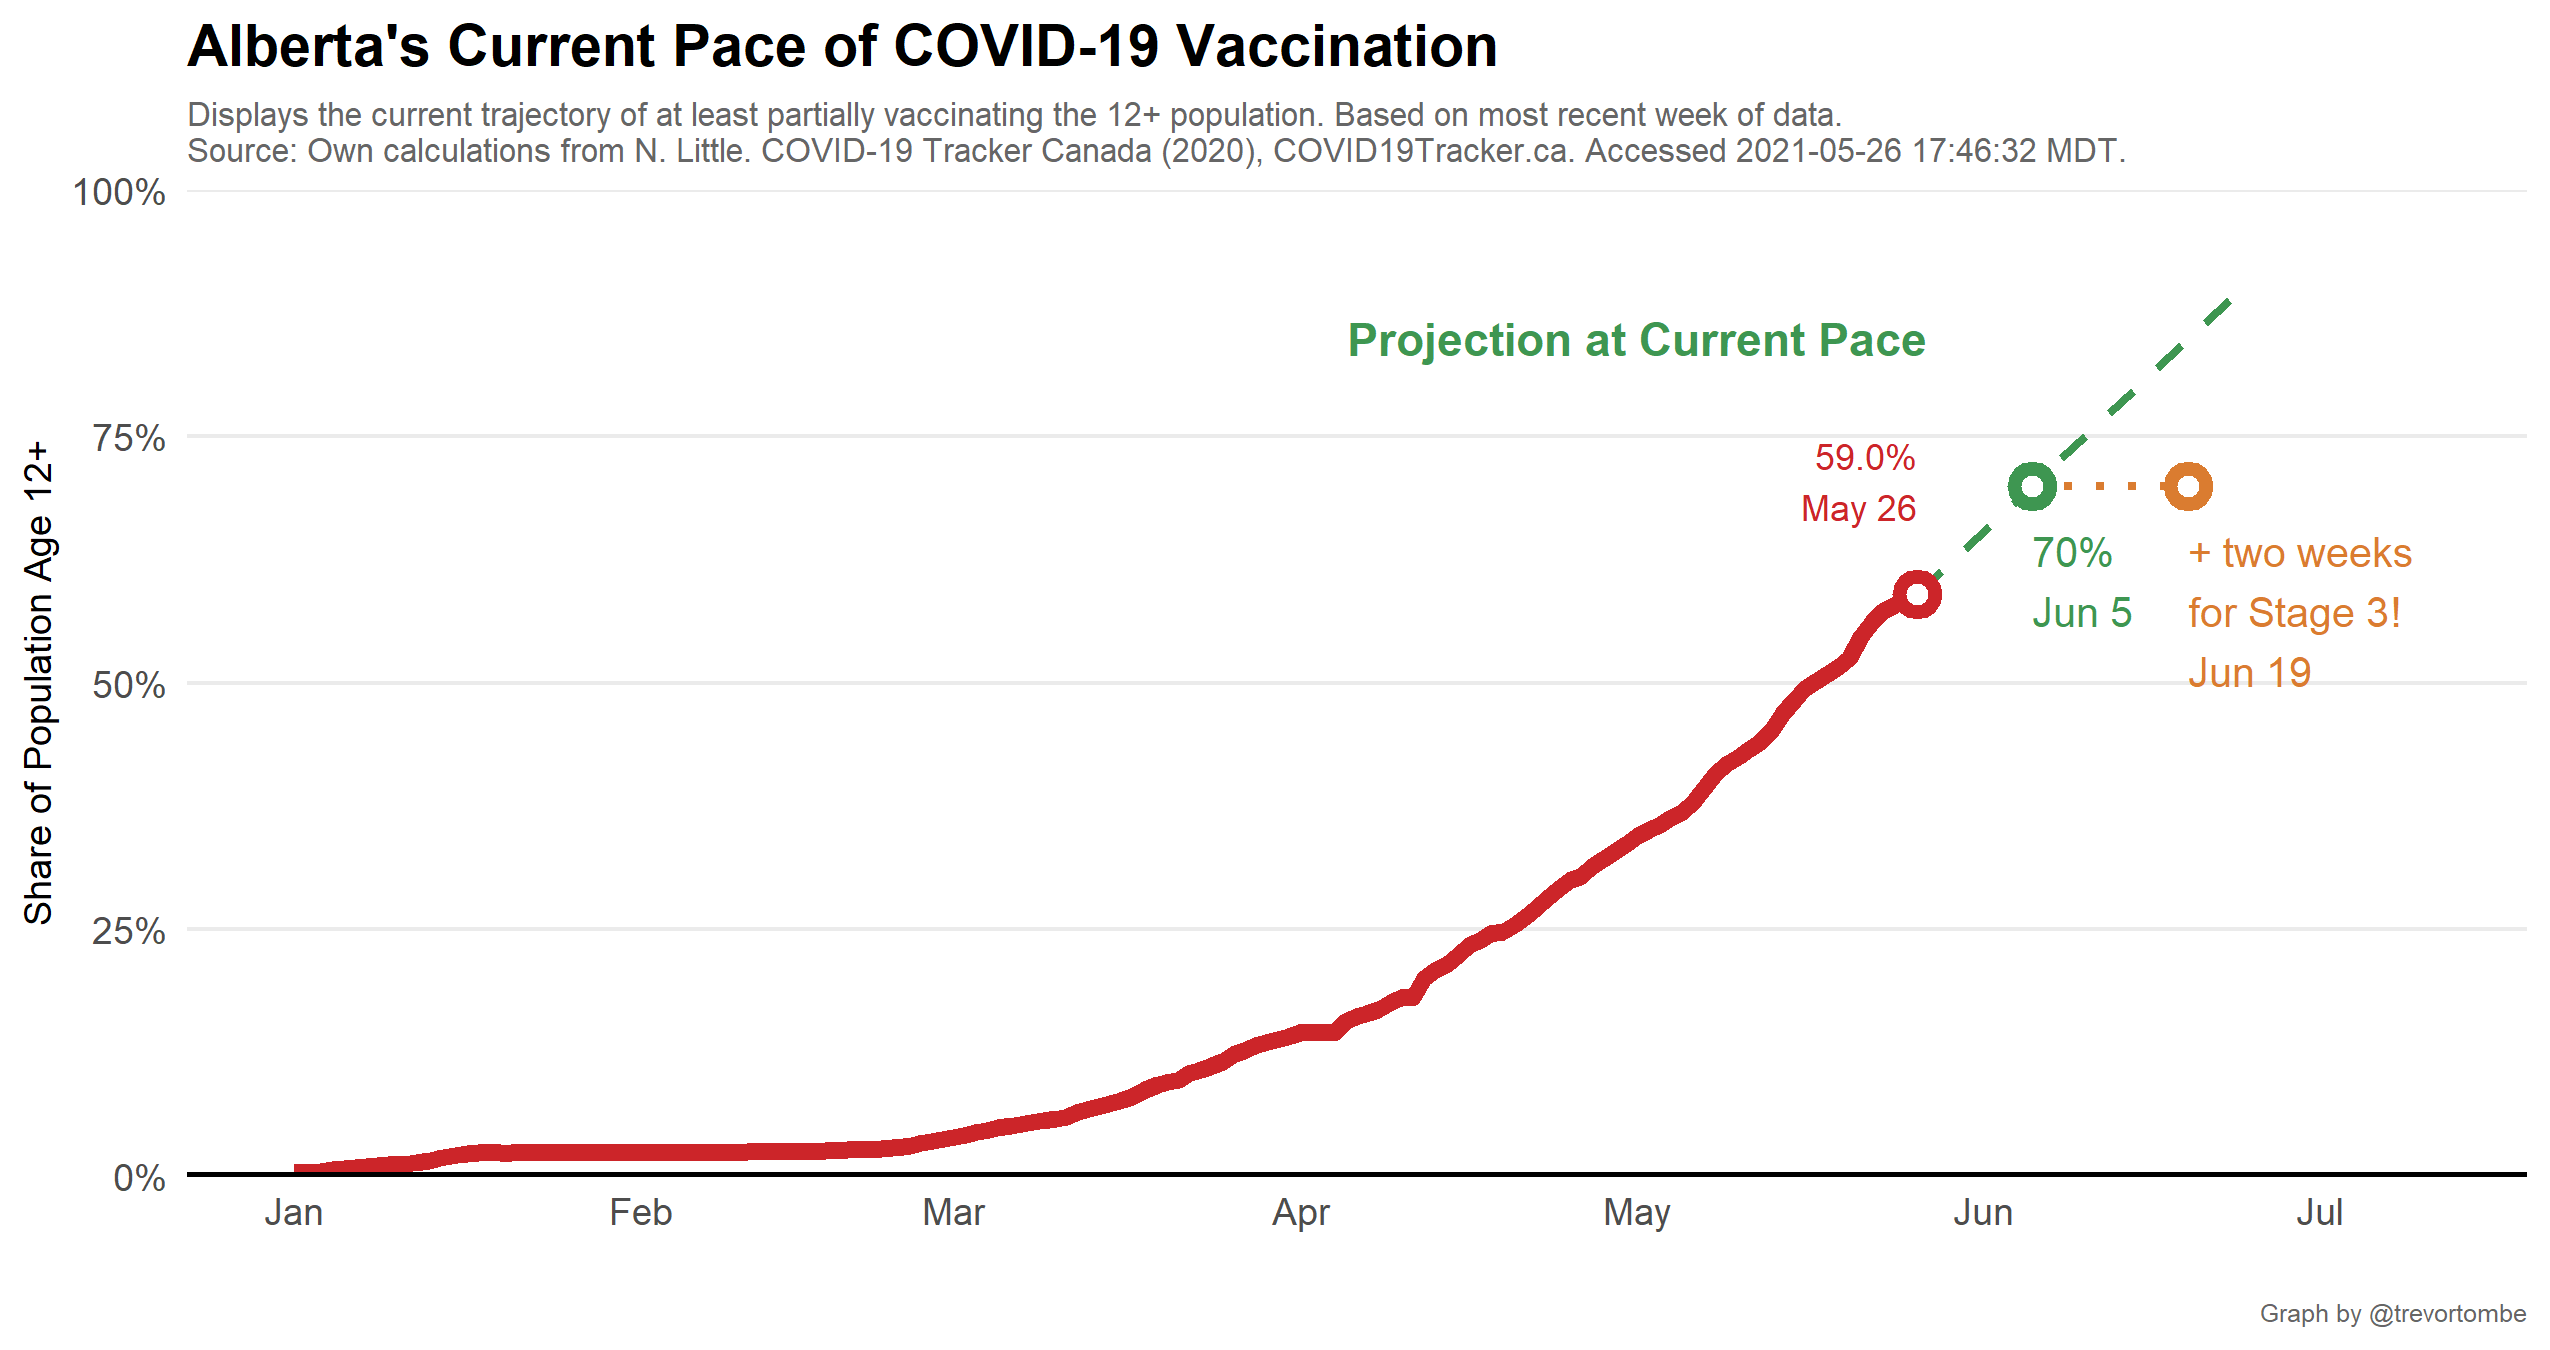 Alberta's Current Pace of COVID-19 Vaccination
Displays the current trajectory of at least partially vaccinating the 12+ population. Based on most recent week of data.
Source: Own calculations from N. Little. COVID-19 Tracker Canada (2020), COVID19Tracker.ca. Accessed 2021-05-26 17:46:32 MDT.
Share of Population Age 12+
100%
75%
50%
25%
0%
Projection at Current Pace
59.0%
May 26
70%
Jun 5
+ two weeks
for Stage 3!
Jun 19
Jan
Feb
Mar
Apr
May
Jun
Jul
Graph by @trevortombe